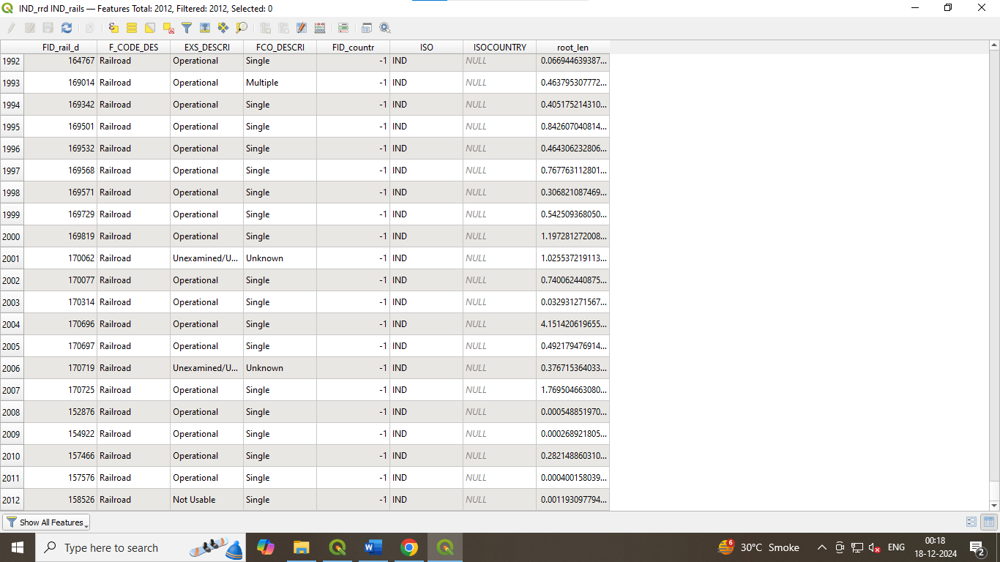 IND_rrd IND_rails — Features Total: 2012, Filtered: 2012, Selected: 0
FID_rail_d F_CODE_DES EXS_DESCRI FCO_DESCRI FID_countr ISO ISOCOUNTRY root_len
1992 164767 Railroad Operational Single -1 IND NULL 0.066944639387...
1993 169014 Railroad Operational Multiple -1 IND NULL 0.463795307772...
1994 169342 Railroad Operational Single -1 IND NULL 0.405175214310...
1995 169501 Railroad Operational Single -1 IND NULL 0.842607040814...
1996 169532 Railroad Operational Single -1 IND NULL 0.464306232806...
1997 169568 Railroad Operational Single -1 IND NULL 0.767763112801...
1998 169571 Railroad Operational Single -1 IND NULL 0.306821087469...
1999 169729 Railroad Operational Single -1 IND NULL 0.542509368050...
2000 169819 Railroad Operational Single -1 IND NULL 1.197281272008...
2001 170062 Railroad Unexamined/U... Unknown -1 IND NULL 1.025537219113...
2002 170077 Railroad Operational Single -1 IND NULL 0.740062440875...
2003 170314 Railroad Operational Single -1 IND NULL 0.032931271567...
2004 170696 Railroad Operational Single -1 IND NULL 4.151420619655...
2005 170697 Railroad Operational Single -1 IND NULL 0.492179476914...
2006 170719 Railroad Unexamined/U... Unknown -1 IND NULL 0.376715364033...
2007 170725 Railroad Operational Single -1 IND NULL 1.769504663080...
2008 152876 Railroad Operational Single -1 IND NULL 0.000548851970...
2009 154922 Railroad Operational Single -1 IND NULL 0.000268921805...
2010 157466 Railroad Operational Single -1 IND NULL 0.282148860310...
2011 157576 Railroad Operational Single -1 IND NULL 0.000400158039...
2012 158526 Railroad Not Usable Single -1 IND NULL 0.001193097794...
Show All Features
Type here to search
6
30°C Smoke
ENG
00:18
18-12-2024
2